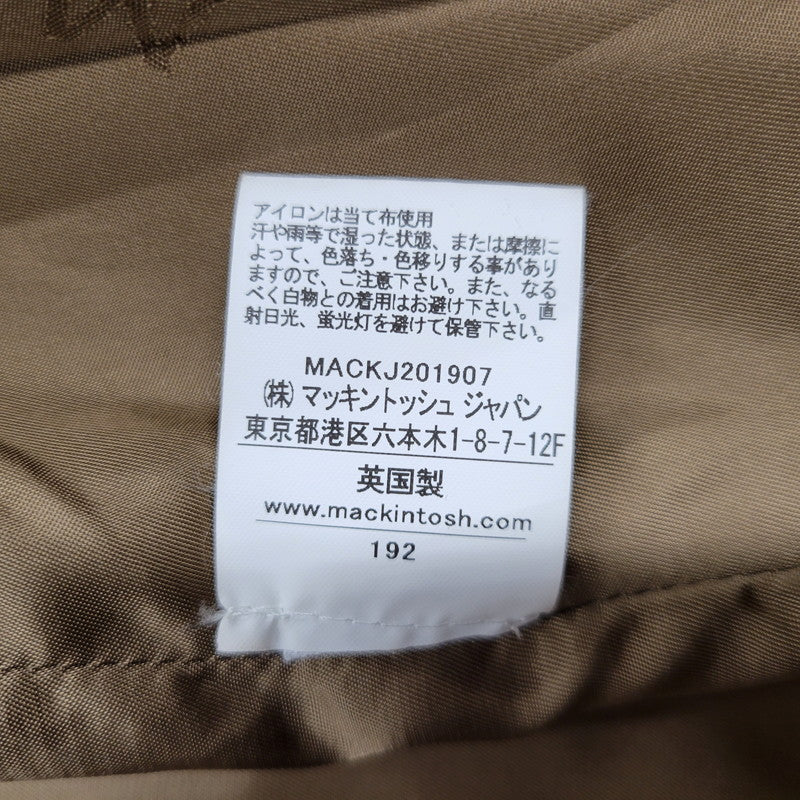 アイロンは当て布使用
汗や雨等で湿った状態、または摩擦に
よって、色落ち・色移りする事があり
ますので、ご注意下さい。また、なる
べく白物との着用はお避け下さい。直
射日光、蛍光灯を避けて保管下さい。
MACKJ201907
㈱マッキントッシュ ジャパン
東京都港区六本木1-8-7-12F
英国製
www.mackintosh.com
192